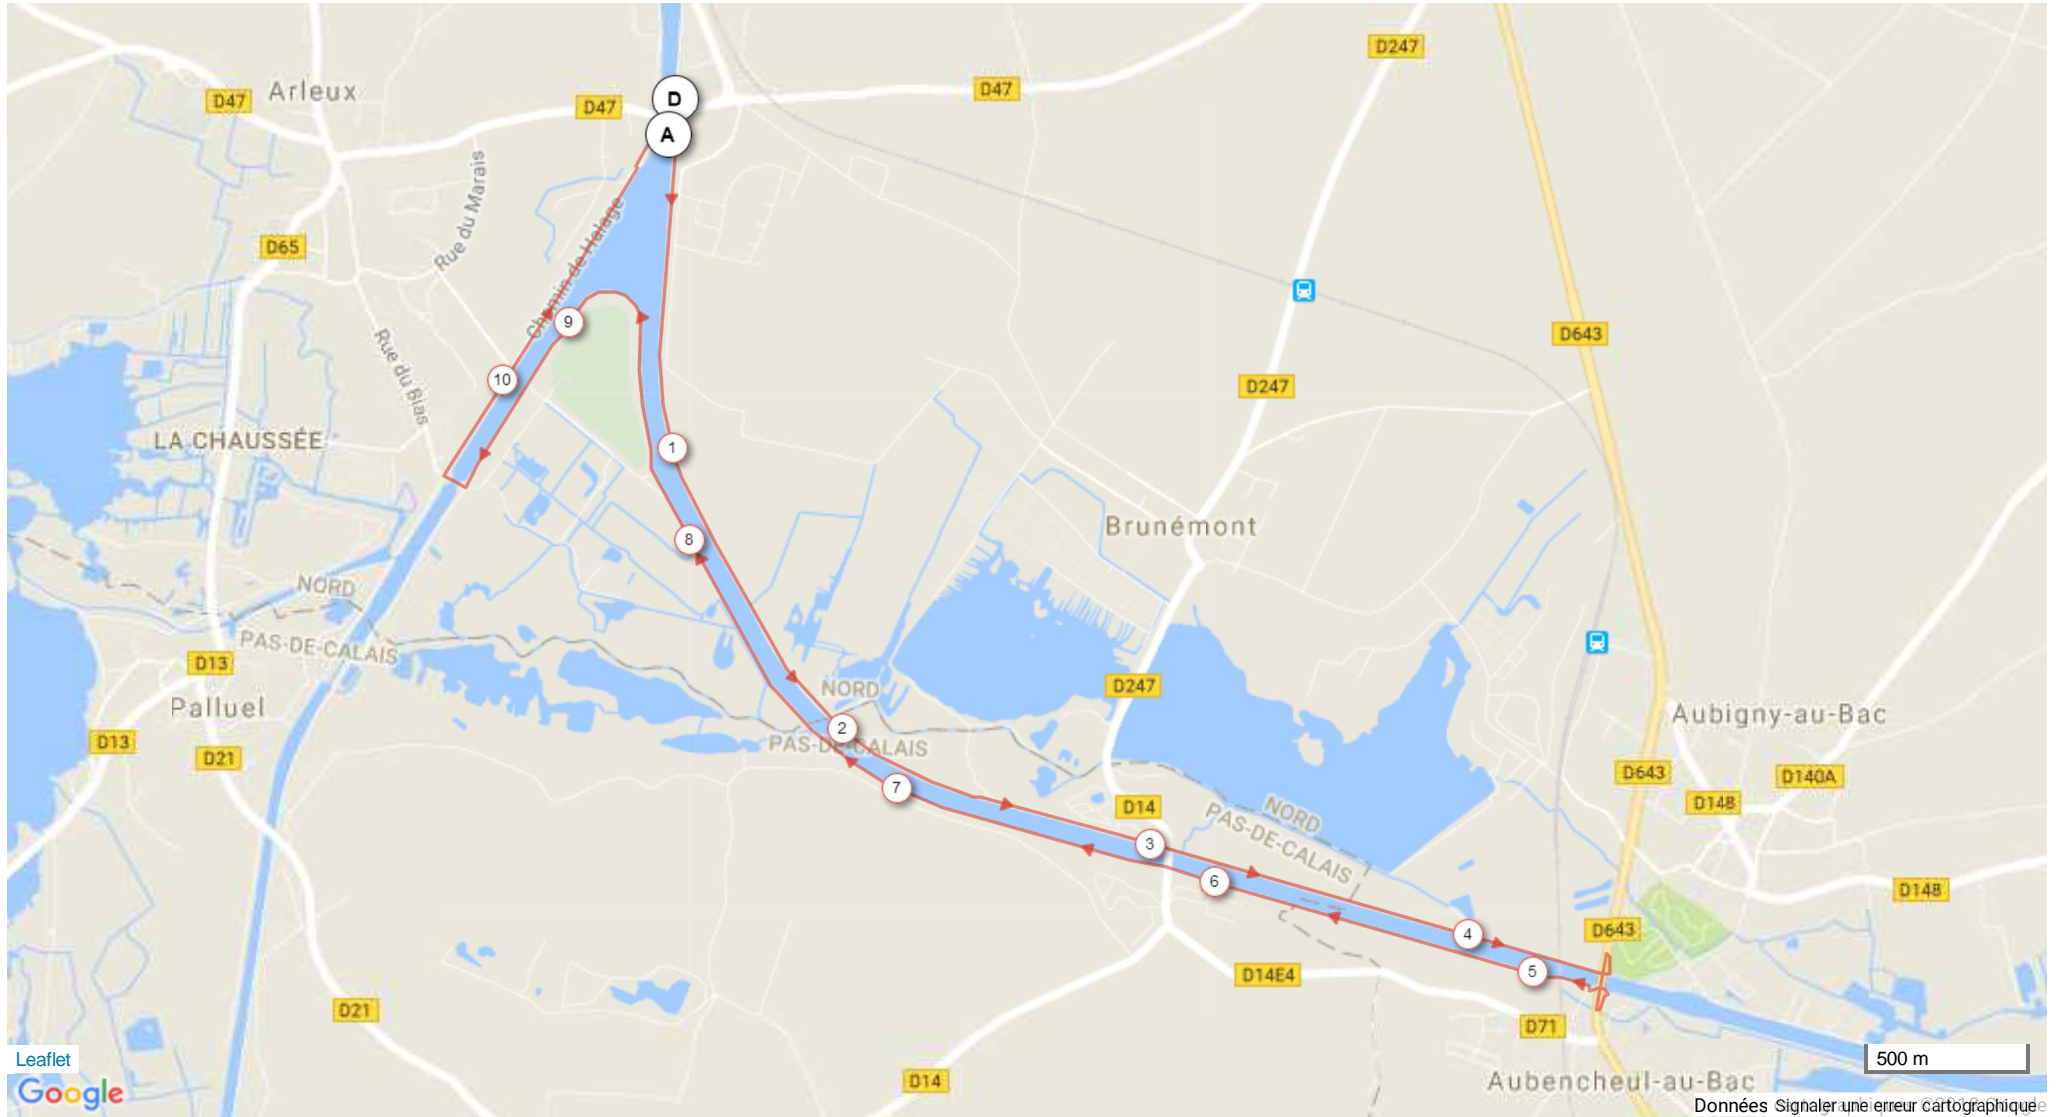 D247
D47
Arleux
D47
D47
D
A
Rue du Marais
Chemin de Halage
D65
9
D643
Rue du Bias
10
D247
LA CHAUSSÉE
1
Brunémont
8
NORD
PAS-DE-CALAIS
D13
NORD
D247
Palluel
Aubigny-au-Bac
2
D13
PAS-DE-CALAIS
D21
D643
D140A
7
D14
NORD
D148
PAS-DE-CALAIS
3
6
D148
4
D643
5
D14E4
D21
D71
Leaflet
500 m
Google
D14
Aubencheul-au-Bac
Données
Signaler une erreur cartographique